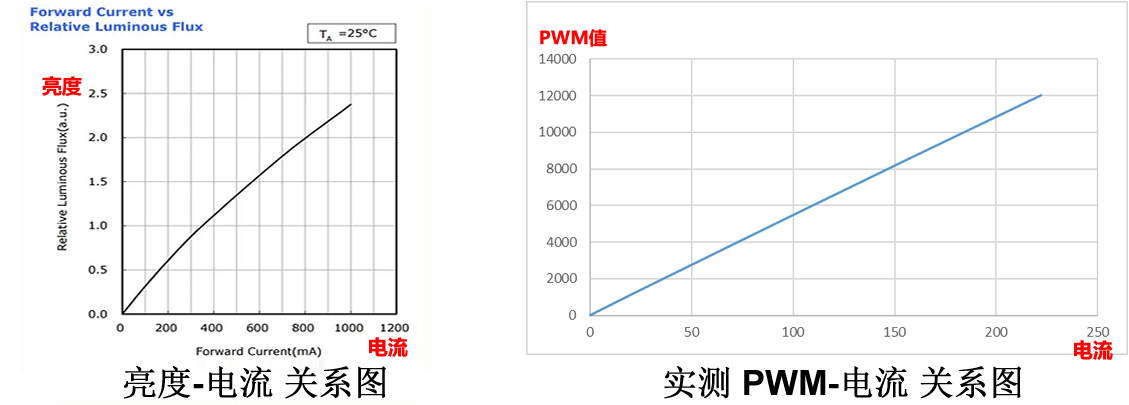 Forward Current vs
Relative Luminous Flux
TA =25°C
亮度
Relative Luminous Flux(a.u.)
3.0
2.5
2.0
1.5
1.0
0.5
0.0
0 200 400 600 800 1000 1200
Forward Current(mA)
电流
亮度-电流 关系图
PWM值
14000
12000
10000
8000
6000
4000
2000
0
0 50 100 150 200 250
电流
实测 PWM-电流 关系图